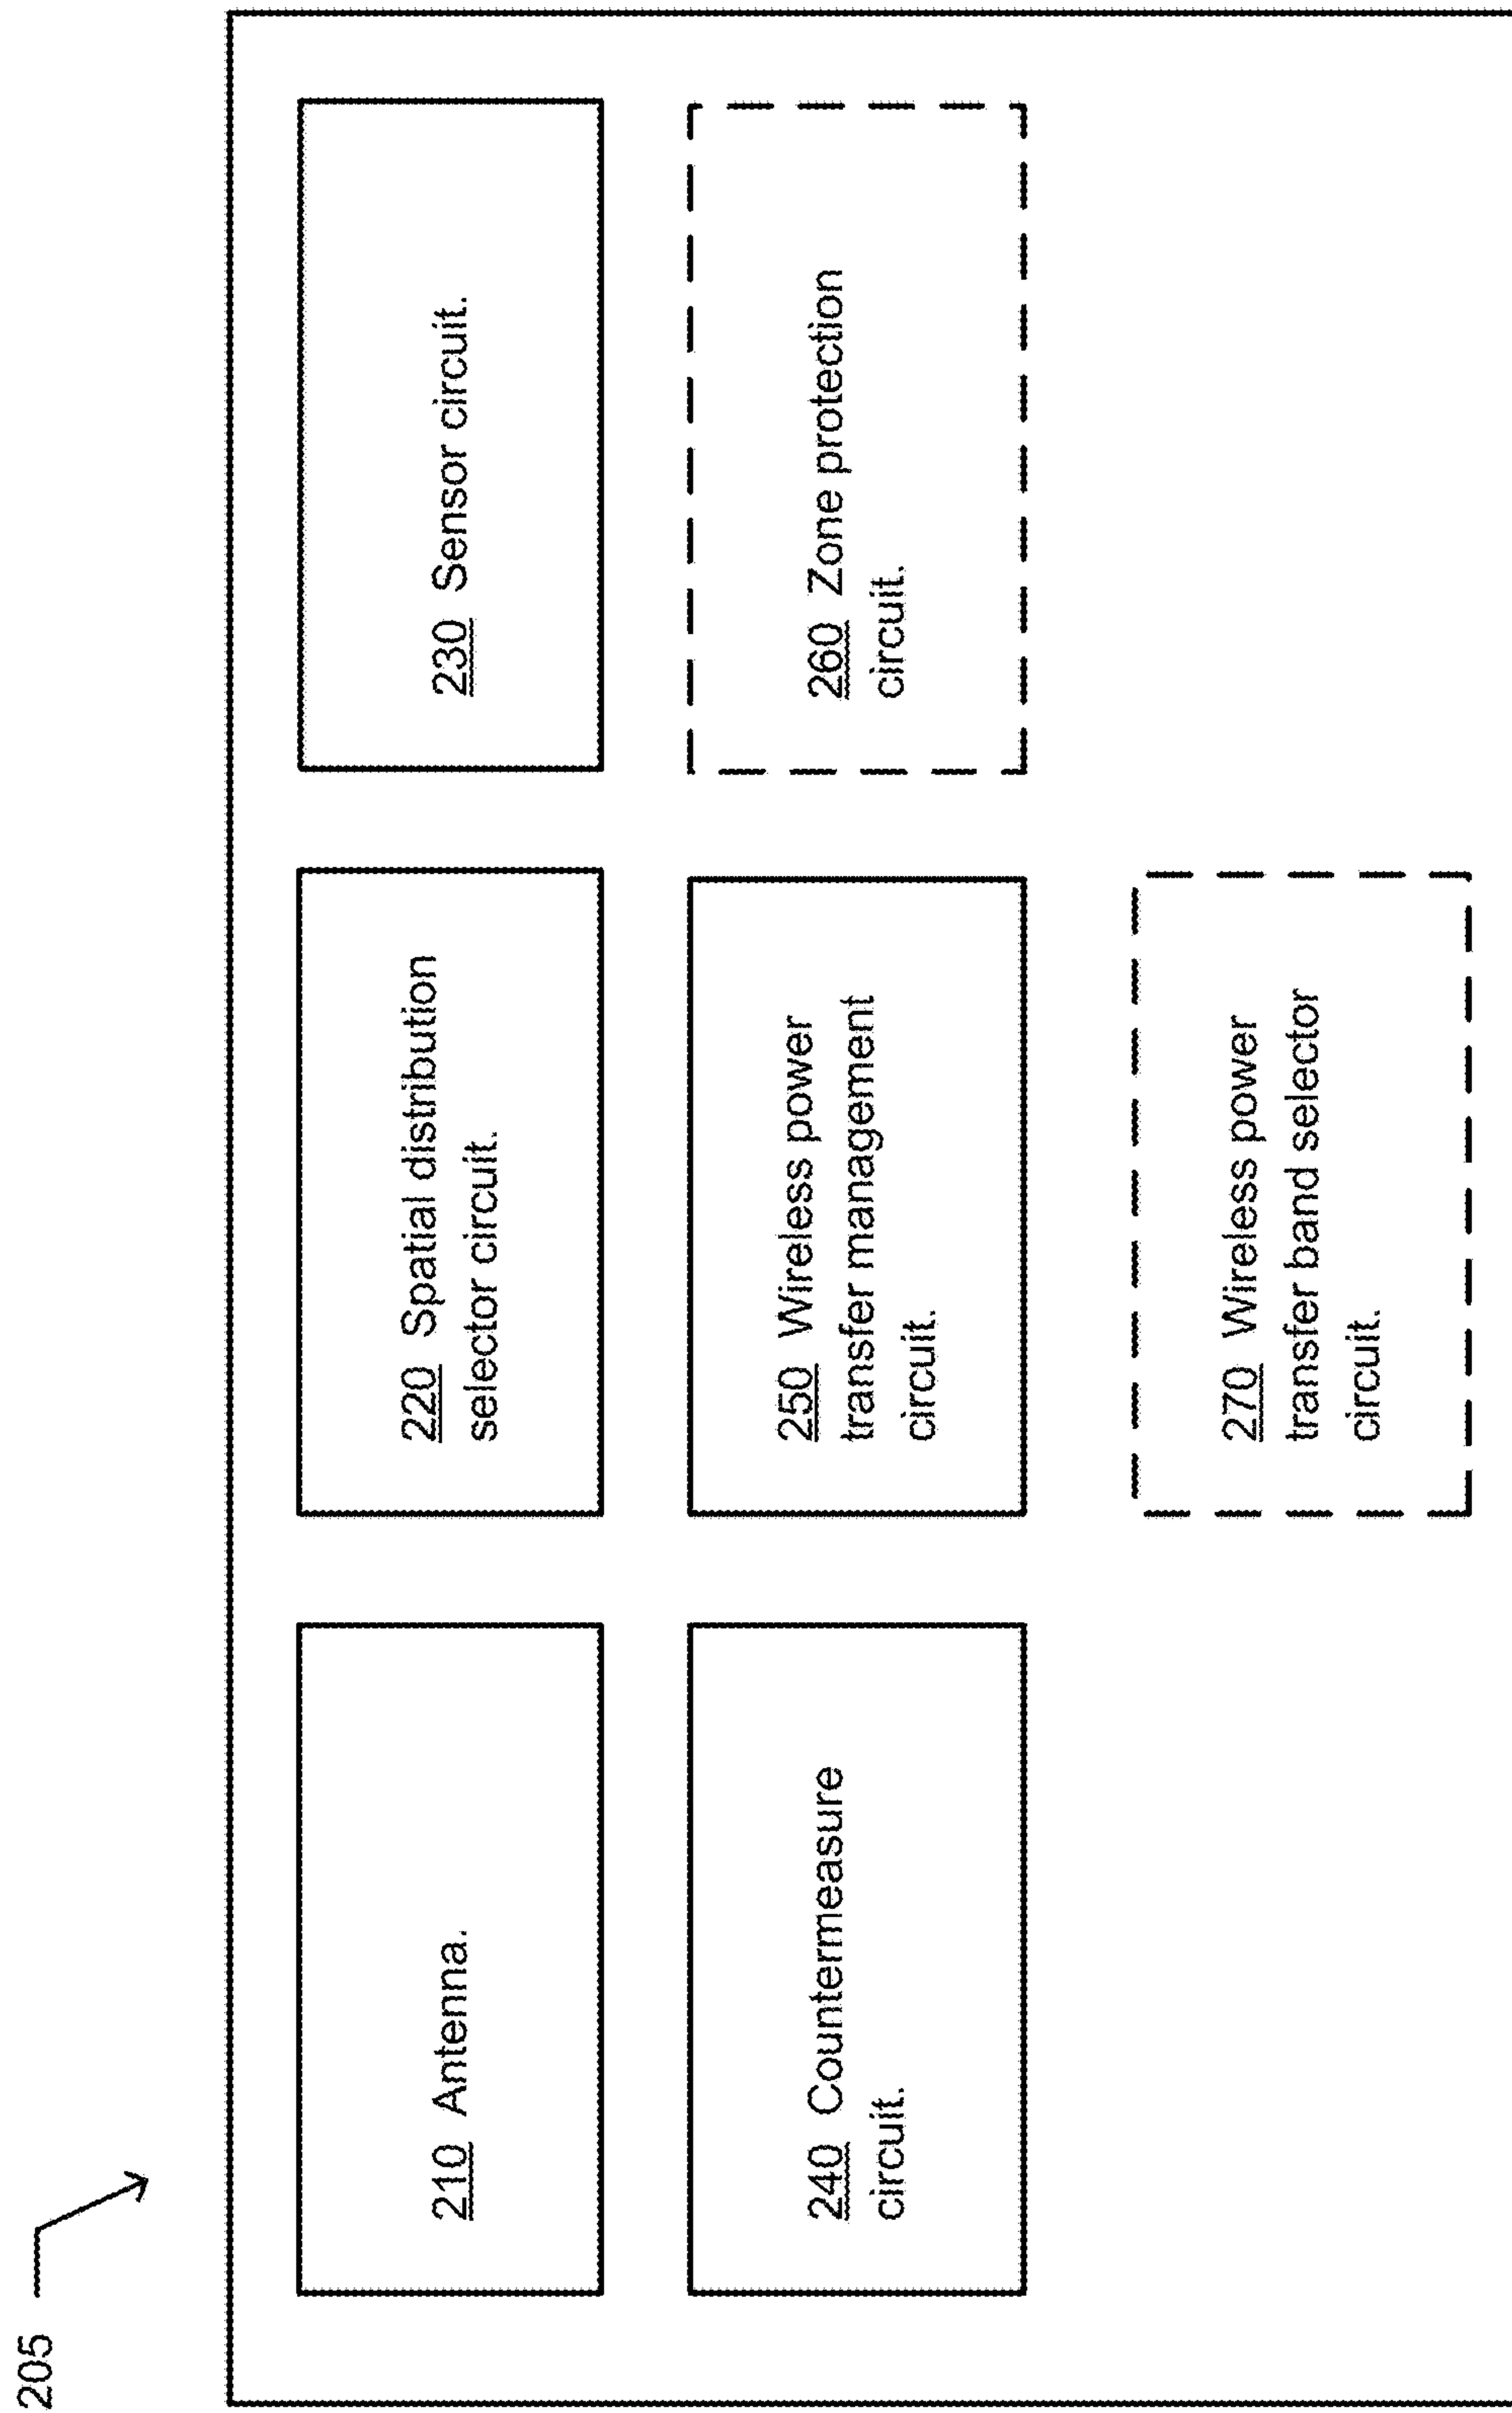 205
210 Antenna.
220 Spatial distribution
selector circuit.
230 Sensor circuit.
240 Countermeasure
circuit.
250 Wireless power
transfer management
circuit.
260 Zone protection
circuit.
270 Wireless power
transfer band selector
circuit.